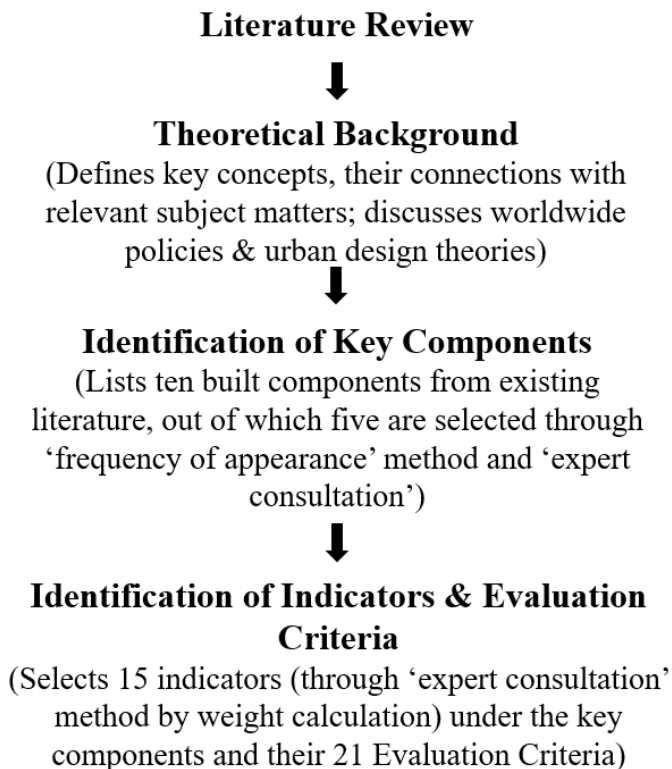 Literature Review
Theoretical Background
(Defines key concepts, their connections with
relevant subject matters; discusses worldwide
policies & urban design theories)
Identification of Key Components
(Lists ten built components from existing
literature, out of which five are selected through
‘frequency of appearance’ method and ‘expert
consultation’)
Identification of Indicators & Evaluation
Criteria
(Selects 15 indicators (through ‘expert consultation’
method by weight calculation) under the key
components and their 21 Evaluation Criteria)